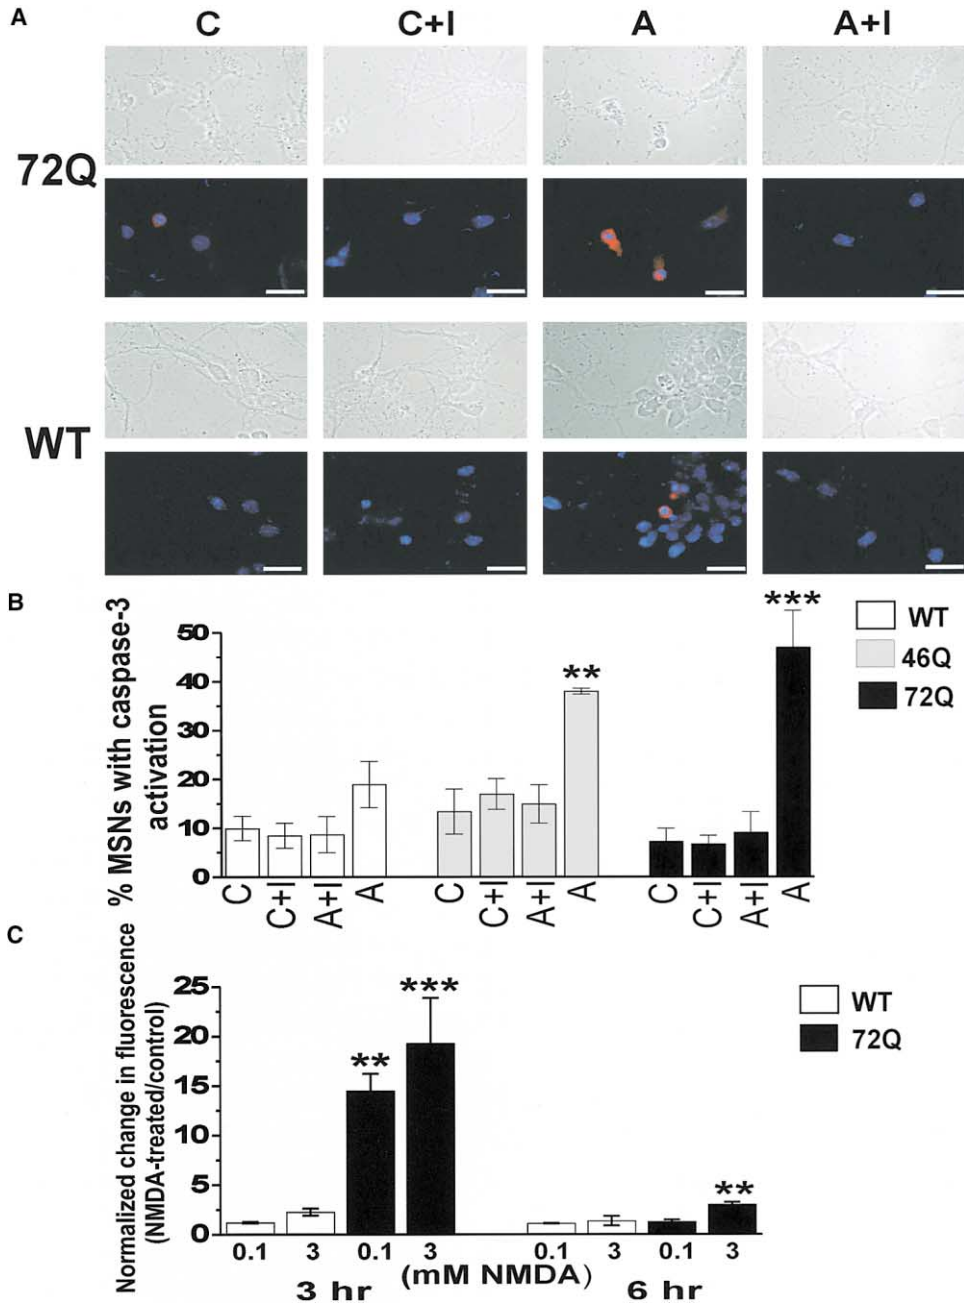 A
C C+I A A+I
72Q
WT
B
% MSNs with caspase-3
activation
50
40
30
20
10
0
**
***
C C+I A+I A C C+I A+I A C C+I A+I A
WT
46Q
72Q
C
Normalized change in fluorescence
(NMDA-treated/control)
25
20
15
10
5
0
**
***
**
WT
72Q
0.1 3 0.1 3 0.1 3 0.1 3
(mM NMDA)
3 hr 6 hr